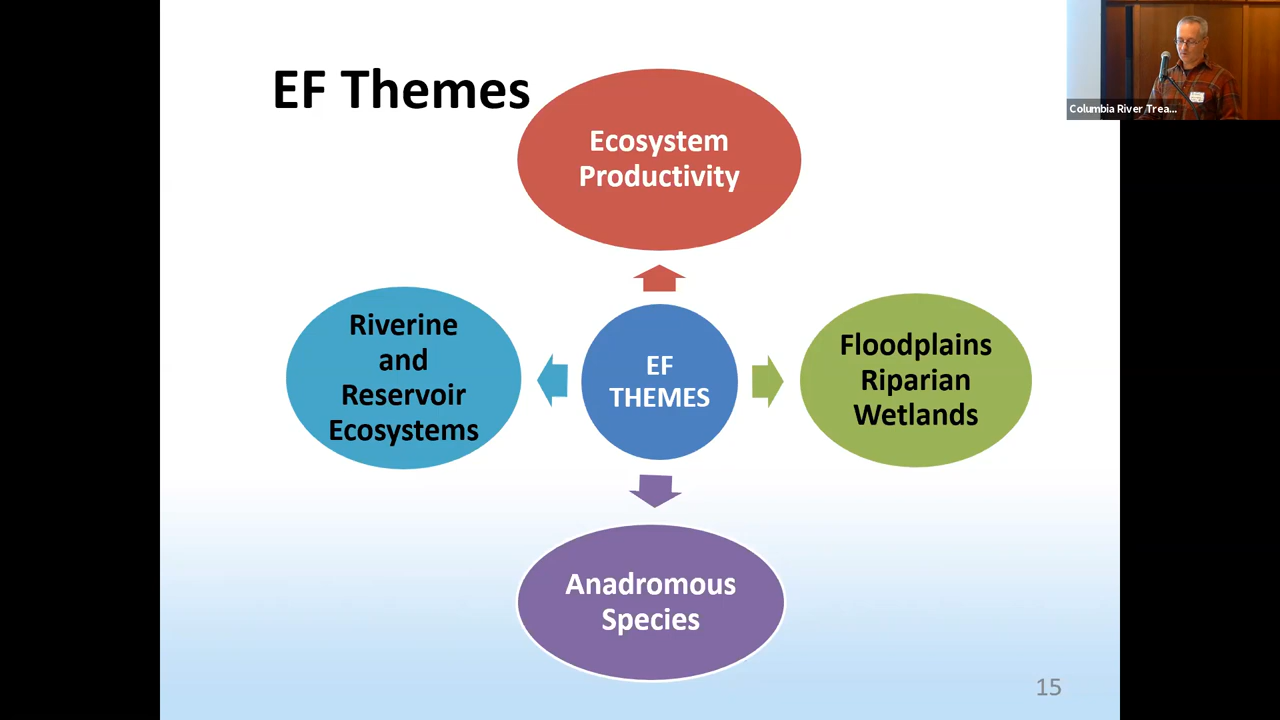 EF Themes
Ecosystem
Productivity
Riverine
and
Reservoir
Ecosystems
EF
THEMES
Floodplains
Riparian
Wetlands
Anadromous
Species
15
Columbia River Trea...